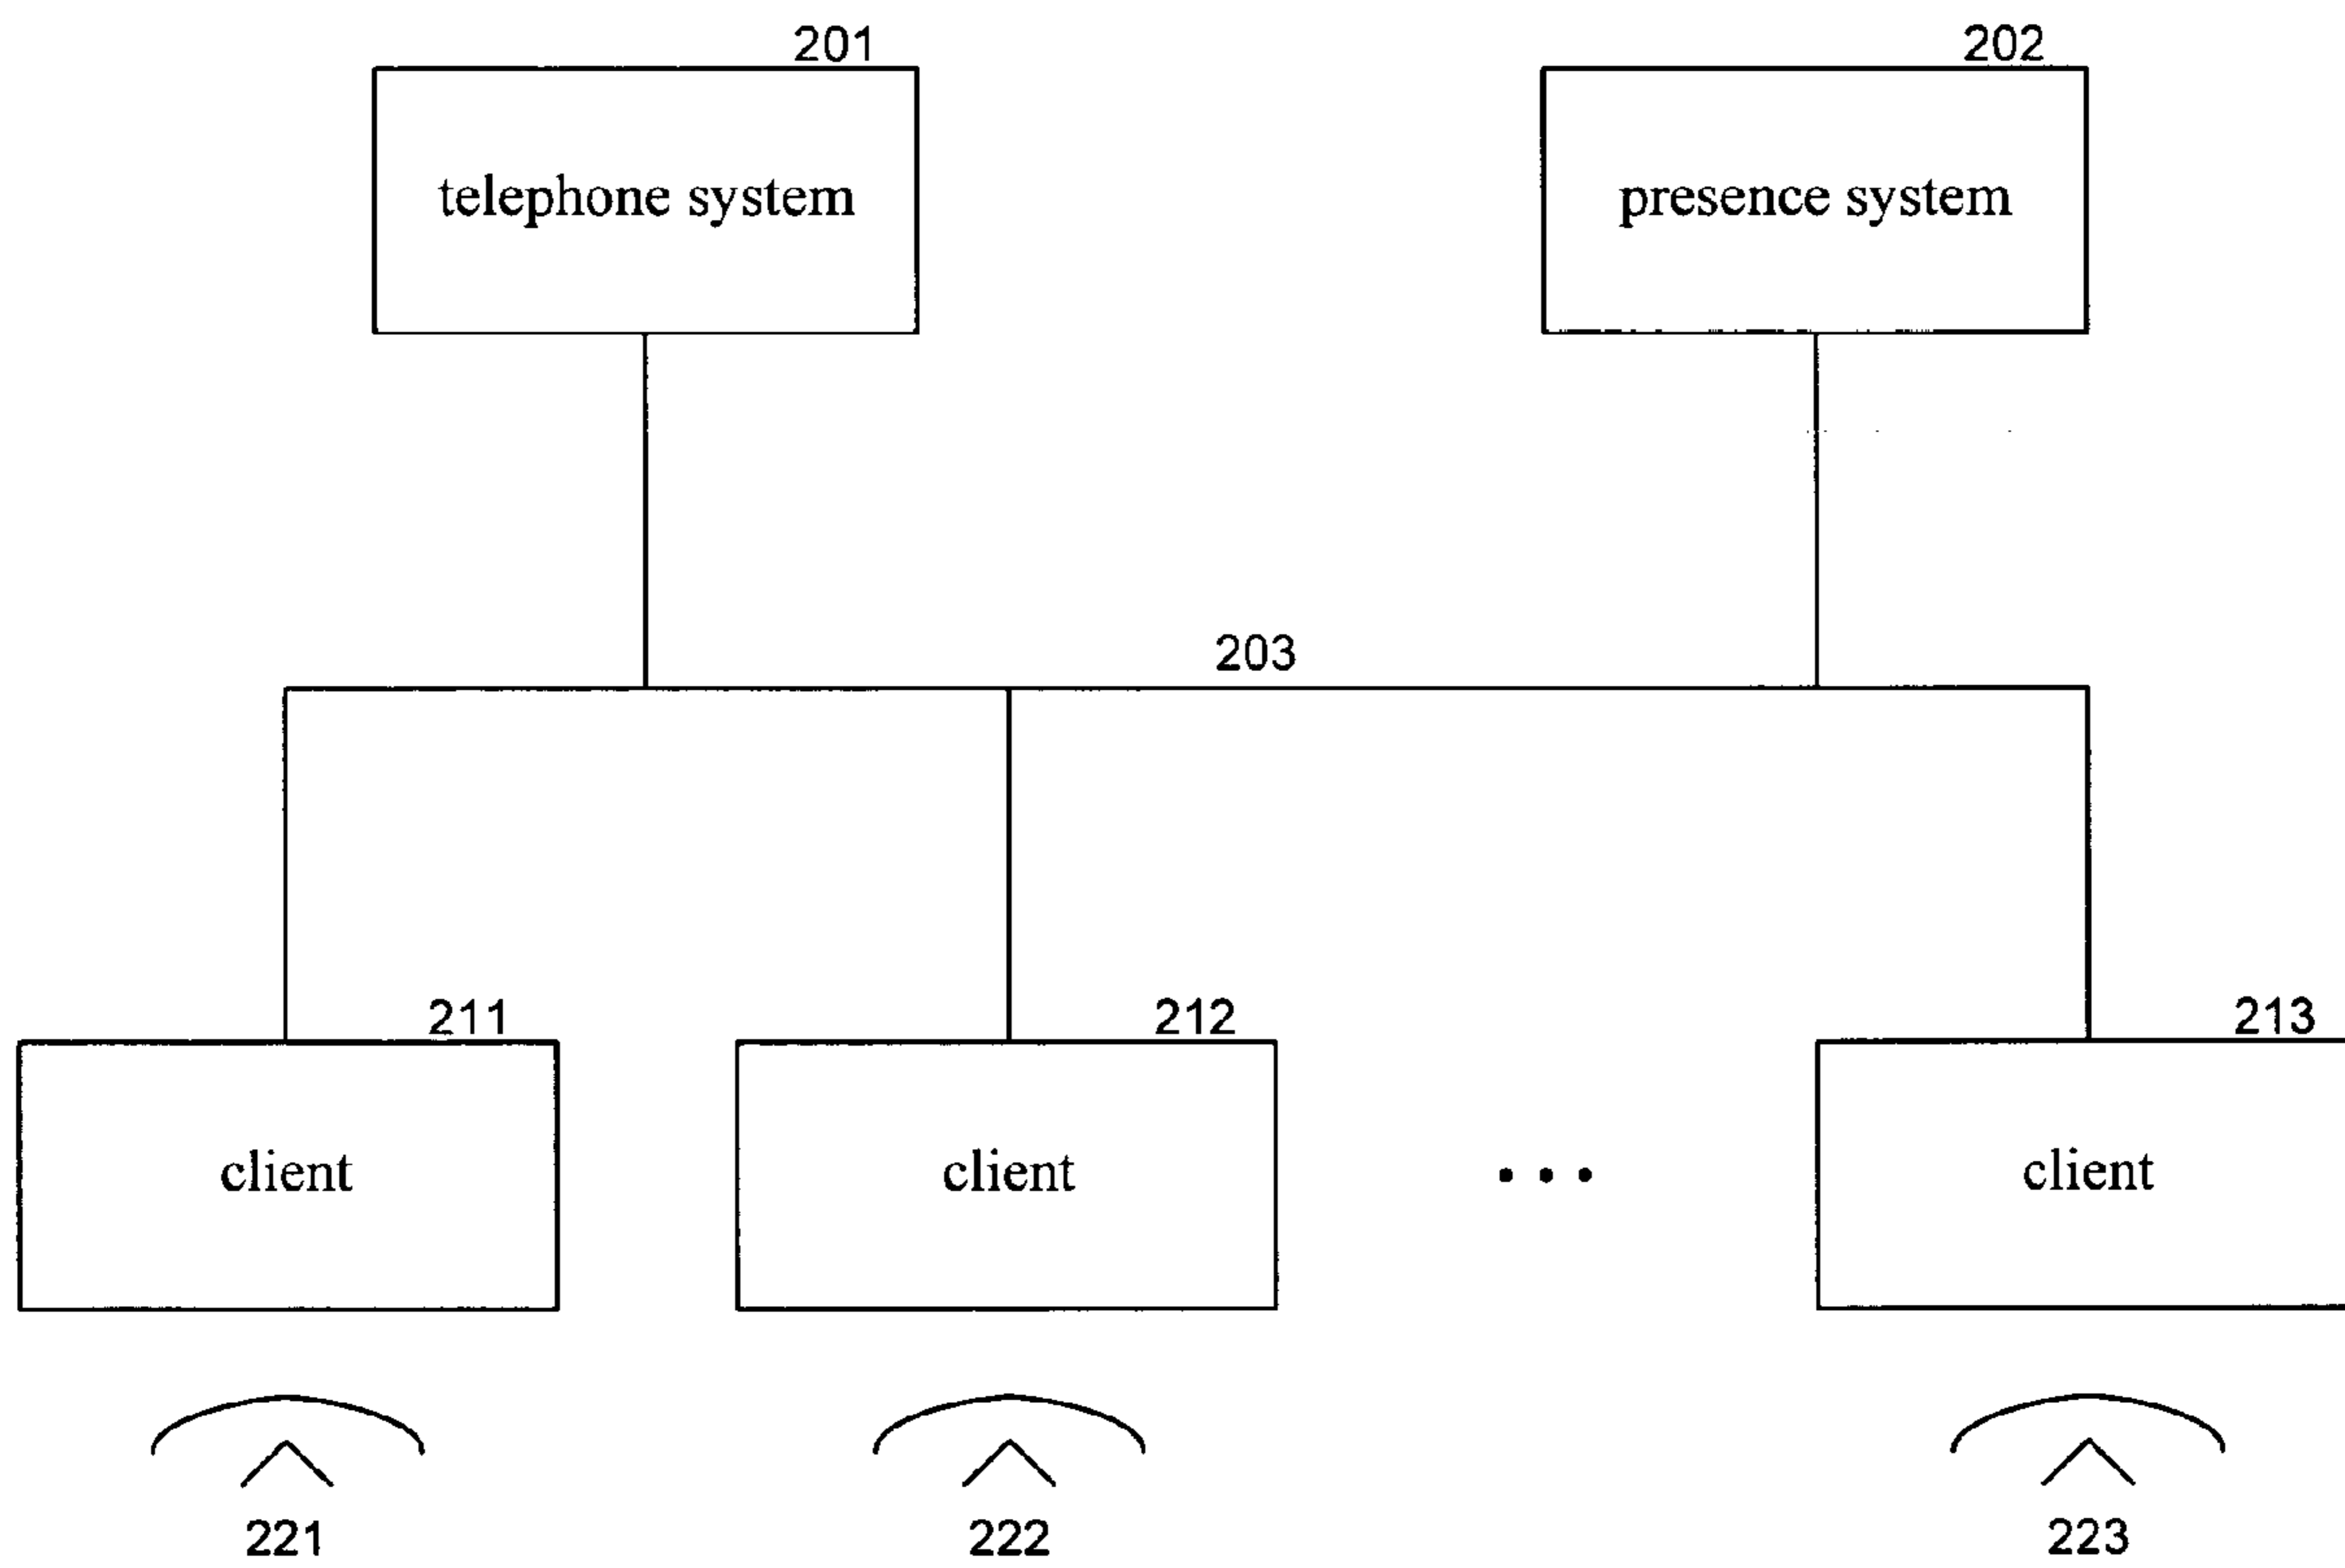 201
202
telephone system
presence system
203
211
212
213
client
client
...
client
221
222
223